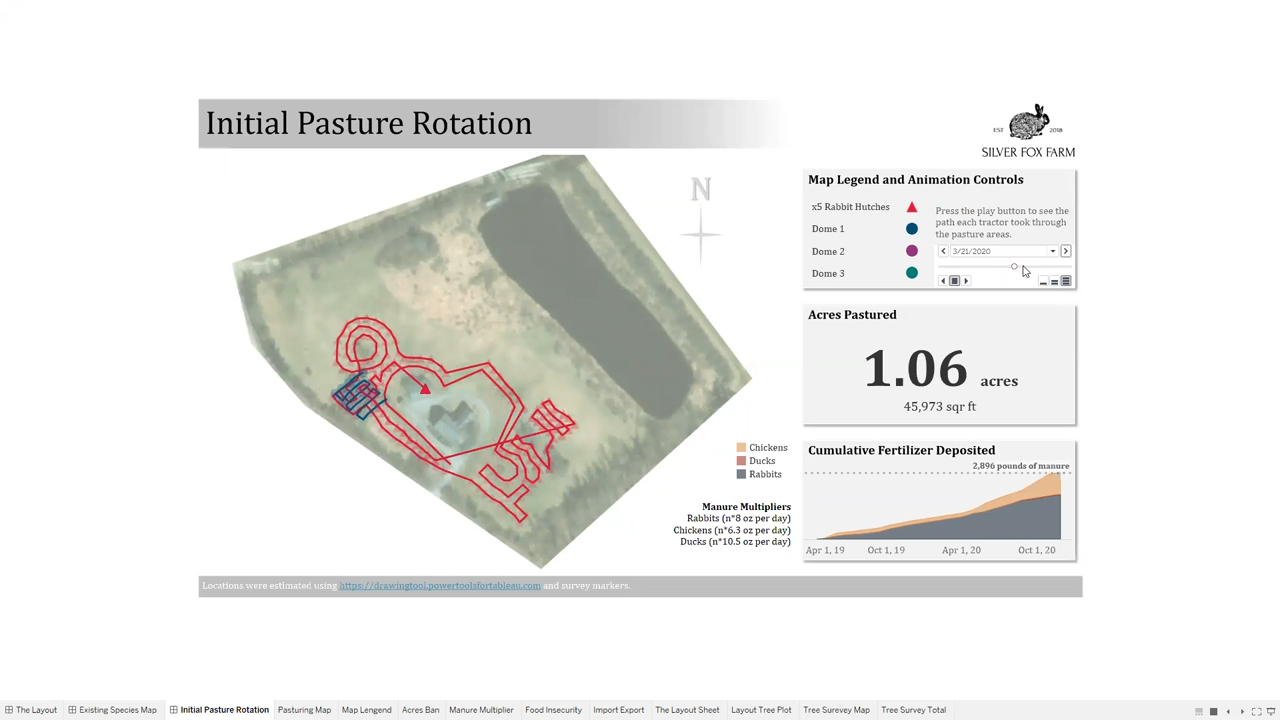 Initial Pasture Rotation
EST 2018
SILVER FOX FARM
N
Map Legend and Animation Controls
x5 Rabbit Hutches
Dome 1
Dome 2
Dome 3
Press the play button to see the
path each tractor took through
the pasture areas.
3/21/2020
Acres Pastured
1.06 acres
45,973 sqr ft
Chickens
Ducks
Rabbits
Manure Multipliers
Rabbits (n*8 oz per day)
Chickens (n*6.3 oz per day)
Ducks (n*10.5 oz per day)
Cumulative Fertilizer Deposited
2,896 pounds of manure
Apr 1, 19 Oct 1, 19 Apr 1, 20 Oct 1, 20
Locations were estimated using https://drawingtool.powertoolsfortableau.com and survey markers.
The Layout Existing Species Map Initial Pasture Rotation Pasturing Map Map Lengend Acres Ban Manure Multiplier Food Insecurity Import Export The Layout Sheet Layout Tree Plot Tree Surevey Map Tree Survey Total